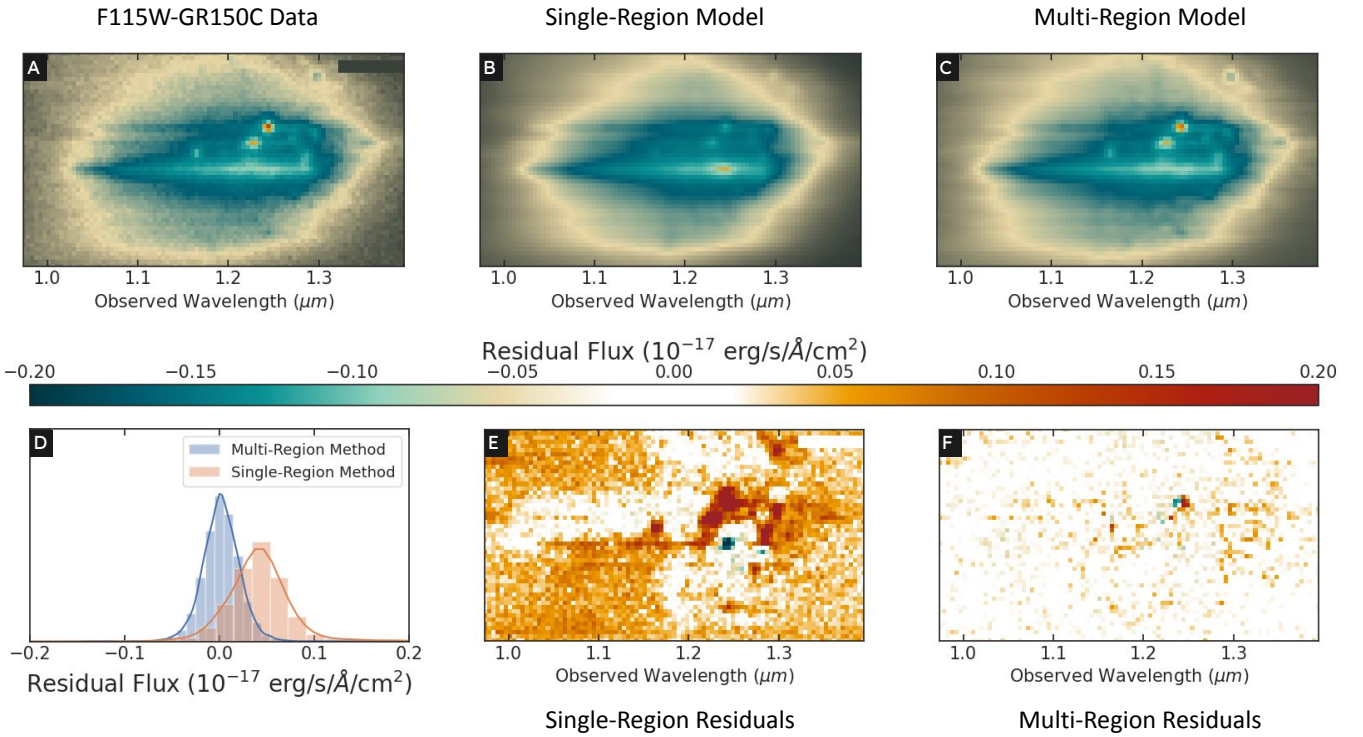 F115W-GR150C Data
Single-Region Model
Multi-Region Model
A
B
C
1.0 1.1 1.2 1.3
Observed Wavelength (μm)
1.0 1.1 1.2 1.3
Observed Wavelength (μm)
1.0 1.1 1.2 1.3
Observed Wavelength (μm)
Residual Flux (10⁻¹⁷ erg/s/Å/cm²)
−0.20 −0.15 −0.10 −0.05 0.00 0.05 0.10 0.15 0.20
D
Multi-Region Method
Single-Region Method
−0.2 −0.1 0.0 0.1 0.2
Residual Flux (10⁻¹⁷ erg/s/Å/cm²)
E
1.0 1.1 1.2 1.3
Observed Wavelength (μm)
Single-Region Residuals
F
1.0 1.1 1.2 1.3
Observed Wavelength (μm)
Multi-Region Residuals